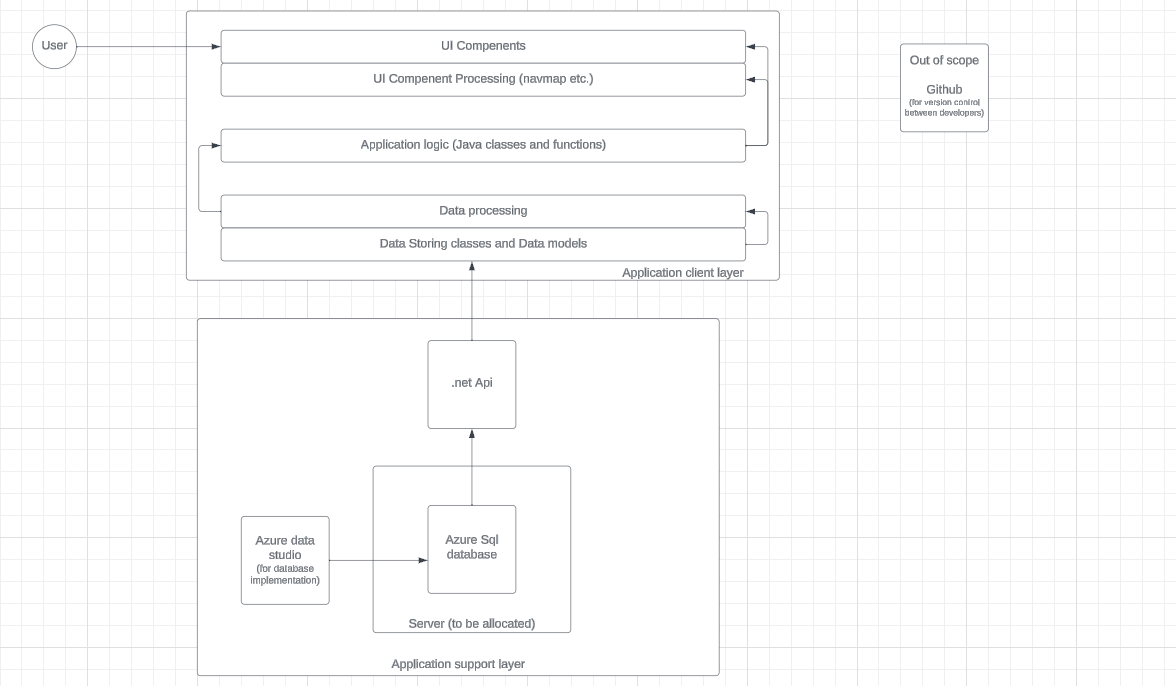 User
UI Compenents
UI Compenent Processing (navmap etc.)
Application logic (Java classes and functions)
Data processing
Data Storing classes and Data models
Application client layer
Out of scope
Github
(for version control
between developers)
.net Api
Azure data
studio
(for database
implementation)
Azure Sql
database
Server (to be allocated)
Application support layer